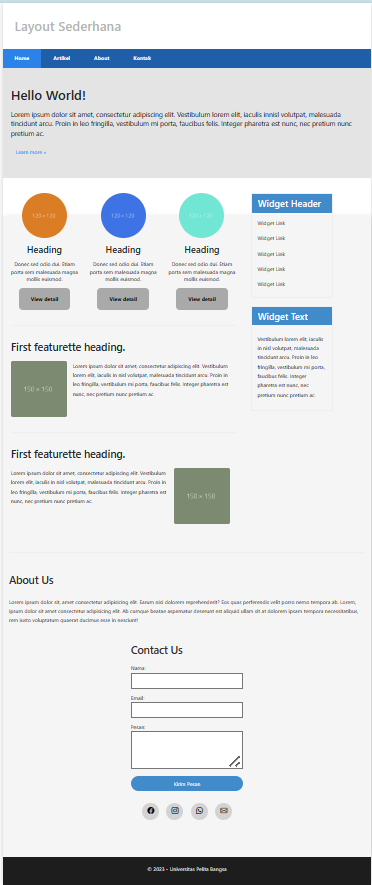 Layout Sederhana
Home Artikel About Kontak
Hello World!
Lorem ipsum dolor sit amet, consectetur adipiscing elit. Vestibulum lorem elit, iaculis innisl volutpat, malesuada
tincidunt arcu. Proin in leo fringilla, vestibulum mi porta, faucibus felis. Integer pharetra est nunc, nec pretium nunc
pretium ac.
Learn more »
120 × 120
120 × 120
120 × 120
Heading
Heading
Heading
Donec sed odio dui. Etiam
porta sem malesuada magna
mollis euismod.
Donec sed odio dui. Etiam
porta sem malesuada magna
mollis euismod.
Donec sed odio dui. Etiam
porta sem malesuada magna
mollis euismod.
View detail
View detail
View detail
Widget Header
Widget Link
Widget Link
Widget Link
Widget Link
Widget Link
Widget Text
Vestibulum lorem elit, iaculis
in nisl volutpat, malesuada
tincidunt arcu. Proin in leo
fringilla, vestibulum mi porta,
faucibus felis. Integer
pharetra est nunc, nec
pretium nunc pretium ac.
First featurette heading.
150 × 150
Lorem ipsum dolor sit amet, consectetur adipiscing elit. Vestibulum
lorem elit, iaculis in nisl volutpat, malesuada tincidunt arcu. Proin in
leo fringilla, vestibulum mi porta, faucibus felis. Integer pharetra est
nunc, nec pretium nunc pretium ac.
First featurette heading.
Lorem ipsum dolor sit amet, consectetur adipiscing elit. Vestibulum
lorem elit, iaculis in nisl volutpat, malesuada tincidunt arcu. Proin in
leo fringilla, vestibulum mi porta, faucibus felis. Integer pharetra est
nunc, nec pretium nunc pretium ac.
150 × 150
About Us
Lorem ipsum dolor sit, amet consectetur adipisicing elit. Earum nisi dolorem reprehenderit? Eos quas perferendis velit porro nemo tempora ab. Lorem,
ipsum dolor sit amet consectetur adipisicing elit. Ab cumque beatae aspernatur deserunt est aliquid ullam sit at dolorem in necessitatibus,
rem iusto voluptatum quaerat ducimus esse in nesciunt!
Contact Us
Nama:
Email:
Pesan:
Kirim Pesan
© 2023 • Universitas Pelita Bangsa